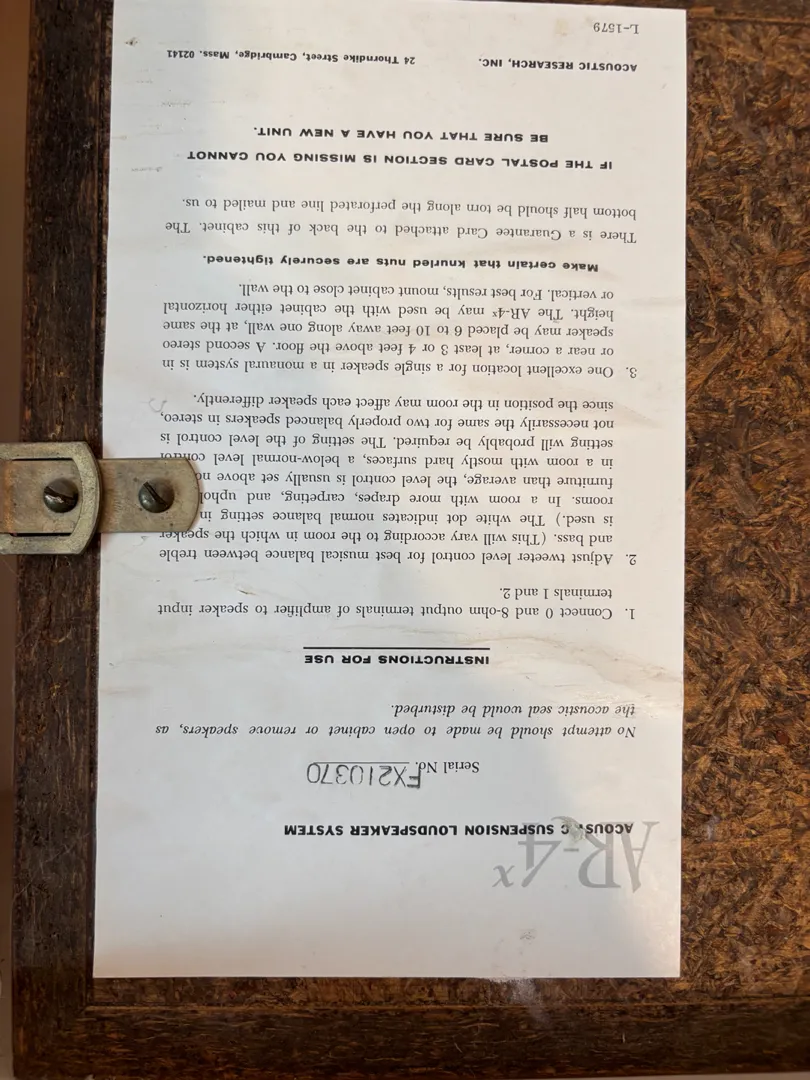 AR-4x
ACOUS C SUSPENSION LOUDSPEAKER SYSTEM
Serial No. FX210370
No attempt should be made to open cabinet or remove speakers, as
the acoustic seal would be disturbed.
INSTRUCTIONS FOR USE
1. Connect 0 and 8-ohm output terminals of amplifier to speaker input
terminals 1 and 2.
2. Adjust tweeter level control for best musical balance between treble
and bass. (This will vary according to the room in which the speaker
is used.) The white dot indicates normal balance setting in
rooms. In a room with more drapes, carpeting, and uphol
furniture than average, the level control is usually set above no
in a room with mostly hard surfaces, a below-normal level control
setting will probably be required. The setting of the level control is
not necessarily the same for two properly balanced speakers in stereo,
since the position in the room may affect each speaker differently.
3. One excellent location for a single speaker in a monaural system is in
or near a corner, at least 3 or 4 feet above the floor. A second stereo
speaker may be placed 6 to 10 feet away along one wall, at the same
height. The AR-4x may be used with the cabinet either horizontal
or vertical. For best results, mount cabinet close to the wall.
Make certain that knurled nuts are securely tightened.
There is a Guarantee Card attached to the back of this cabinet. The
bottom half should be torn along the perforated line and mailed to us.
IF THE POSTAL CARD SECTION IS MISSING YOU CANNOT
BE SURE THAT YOU HAVE A NEW UNIT.
ACOUSTIC RESEARCH, INC. 24 Thorndike Street, Cambridge, Mass. 02141
L-1579